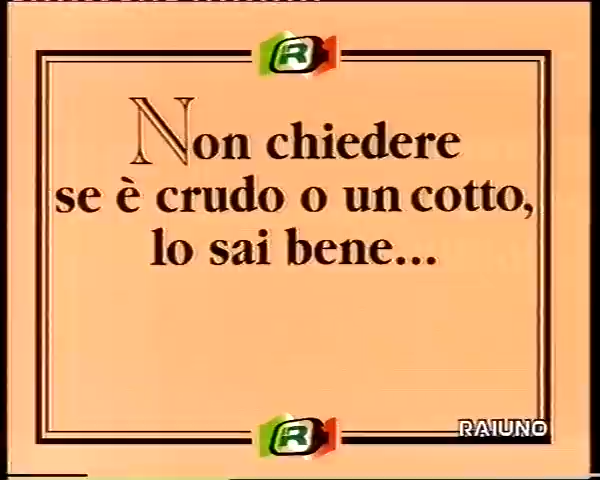 R
Non chiedere
se è crudo o un cotto,
lo sai bene...
R
RAIUNO